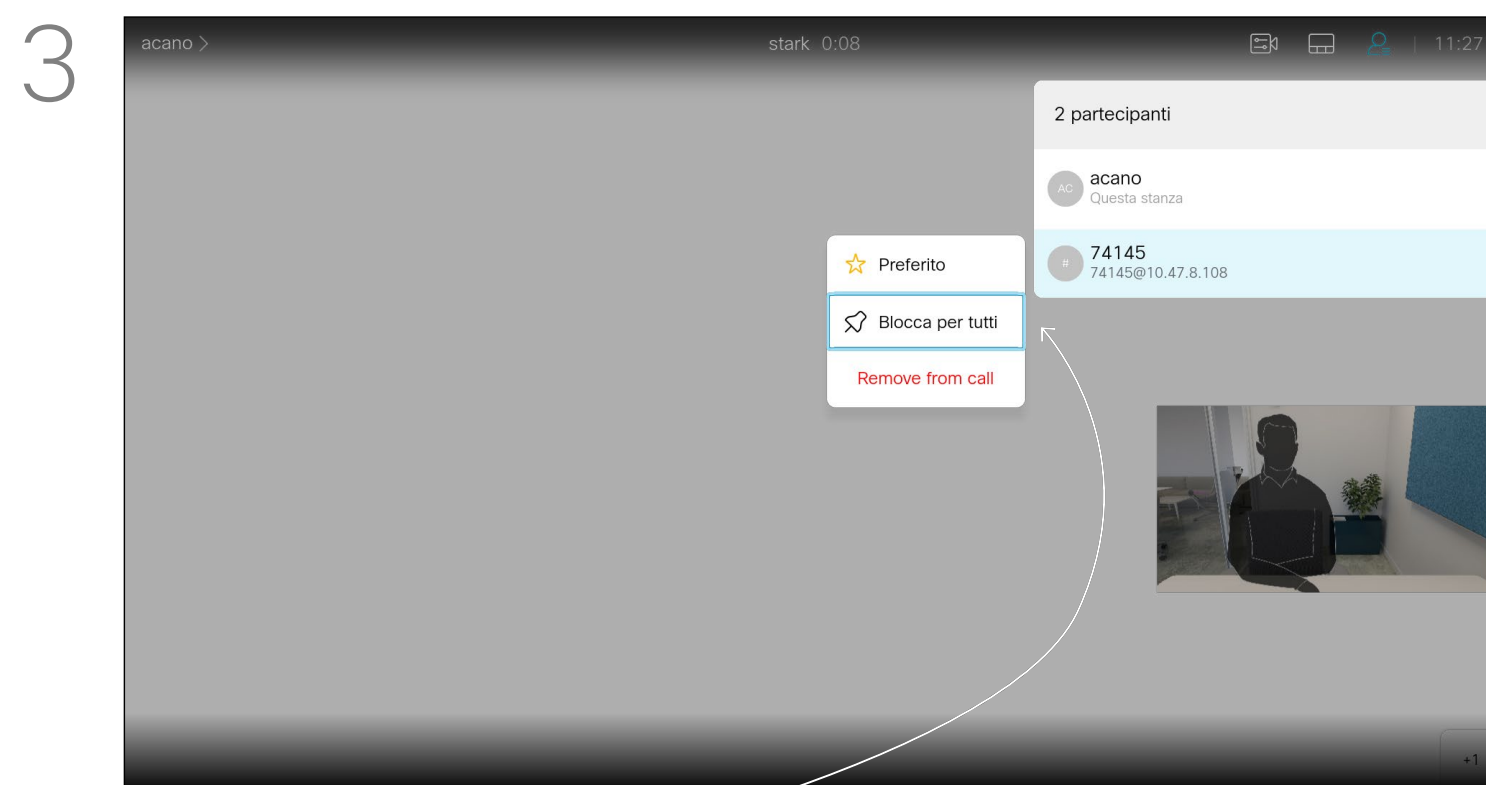 3
acano >
stark 0:08
11:27
2 partecipanti
AC
acano
Questa stanza
#
74145
74145@10.47.8.108
Preferito
Blocca per tutti
Remove from call
+1